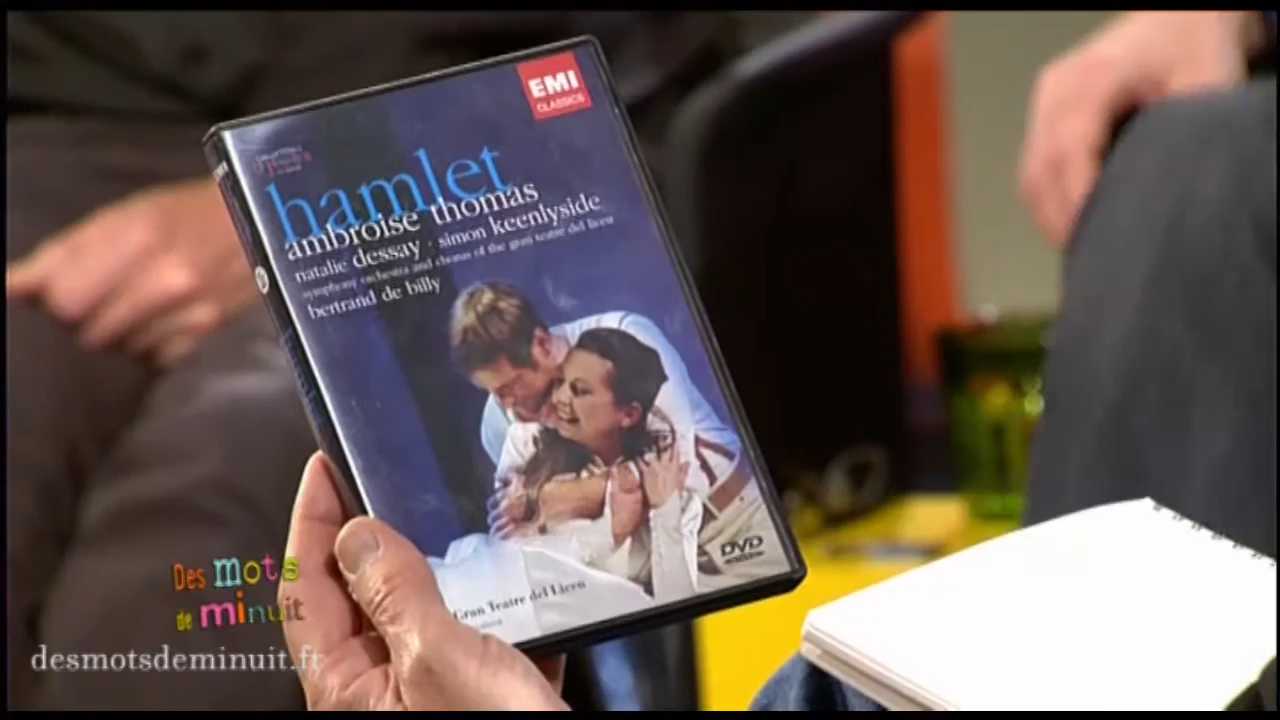 EMI
CLASSICS
hamlet
ambroise thomas
natalie dessay · simon keenlyside
symphony orchestra and chorus of the gran teatre del liceu
bertrand de billy
DVD
Gran Teatre del Liceu
Des mots
de minuit
desmotsdeminuit.fr